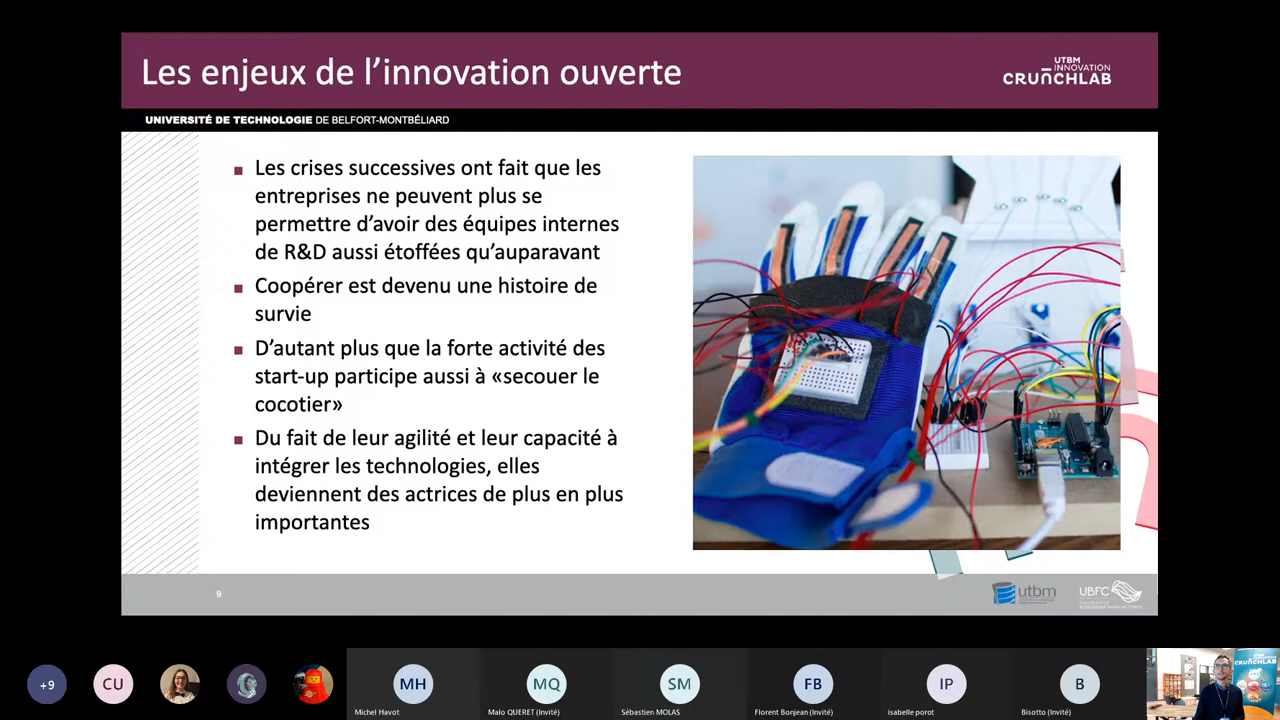 Les enjeux de l’innovation ouverte
UTBM
INNOVATION
CRUNCHLAB
UNIVERSITÉ DE TECHNOLOGIE DE BELFORT-MONTBÉLIARD
Les crises successives ont fait que les
entreprises ne peuvent plus se
permettre d’avoir des équipes internes
de R&D aussi étoffées qu’auparavant
Coopérer est devenu une histoire de
survie
D’autant plus que la forte activité des
start-up participe aussi à «secouer le
cocotier»
Du fait de leur agilité et leur capacité à
intégrer les technologies, elles
deviennent des actrices de plus en plus
importantes
9
utbm
UBFC
+9
CU
MH
MQ
SM
FB
IP
B
Michel Havot
Malo QUERET (Invité)
Sébastien MOLAS
Florent Bonjean (Invité)
isabelle porot
Bisotto (Invité)
CRUNCHLAB